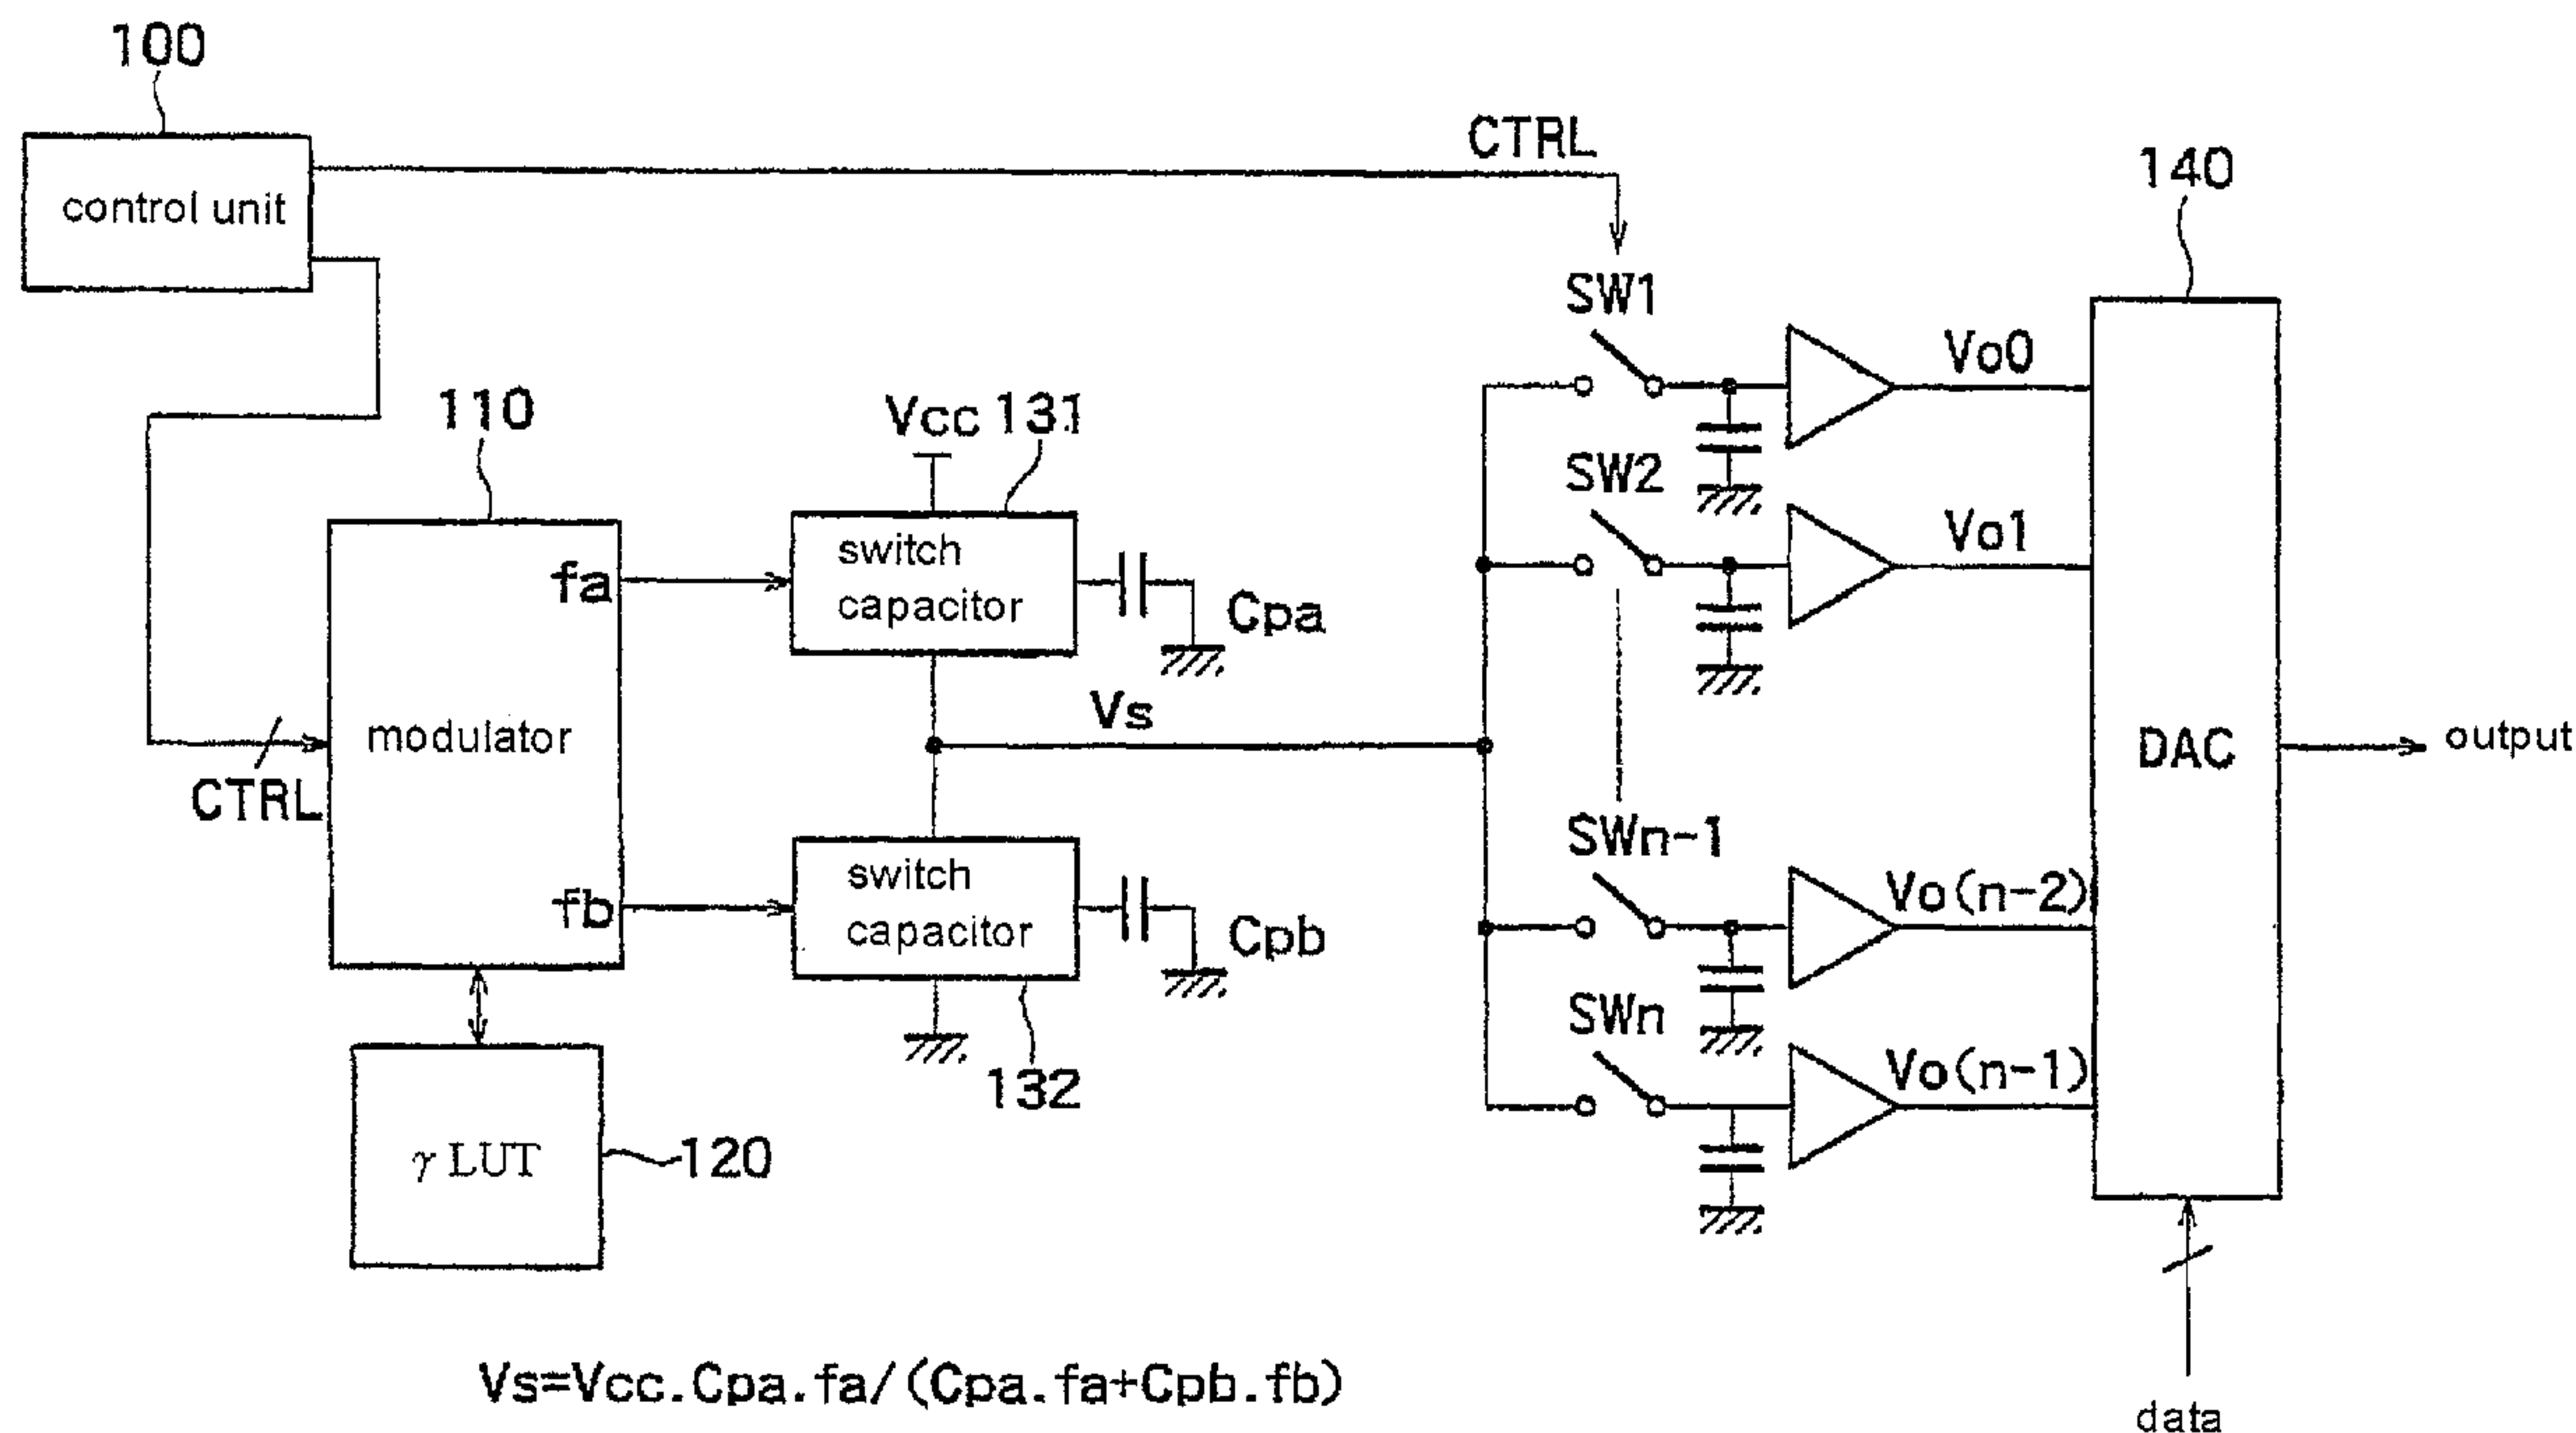 100
control unit
CTRL
140
SW1
Vo0
110
Vcc 131
SW2
Vo1
switch
capacitor
fa
Cpa
modulator
Vs
DAC
output
CTRL
SWn-1
Vo(n-2)
switch
capacitor
fb
Cpb
SWn
Vo(n-1)
132
γ LUT
120
Vs=Vcc.Cpa.fa/(Cpa.fa+Cpb.fb)
data